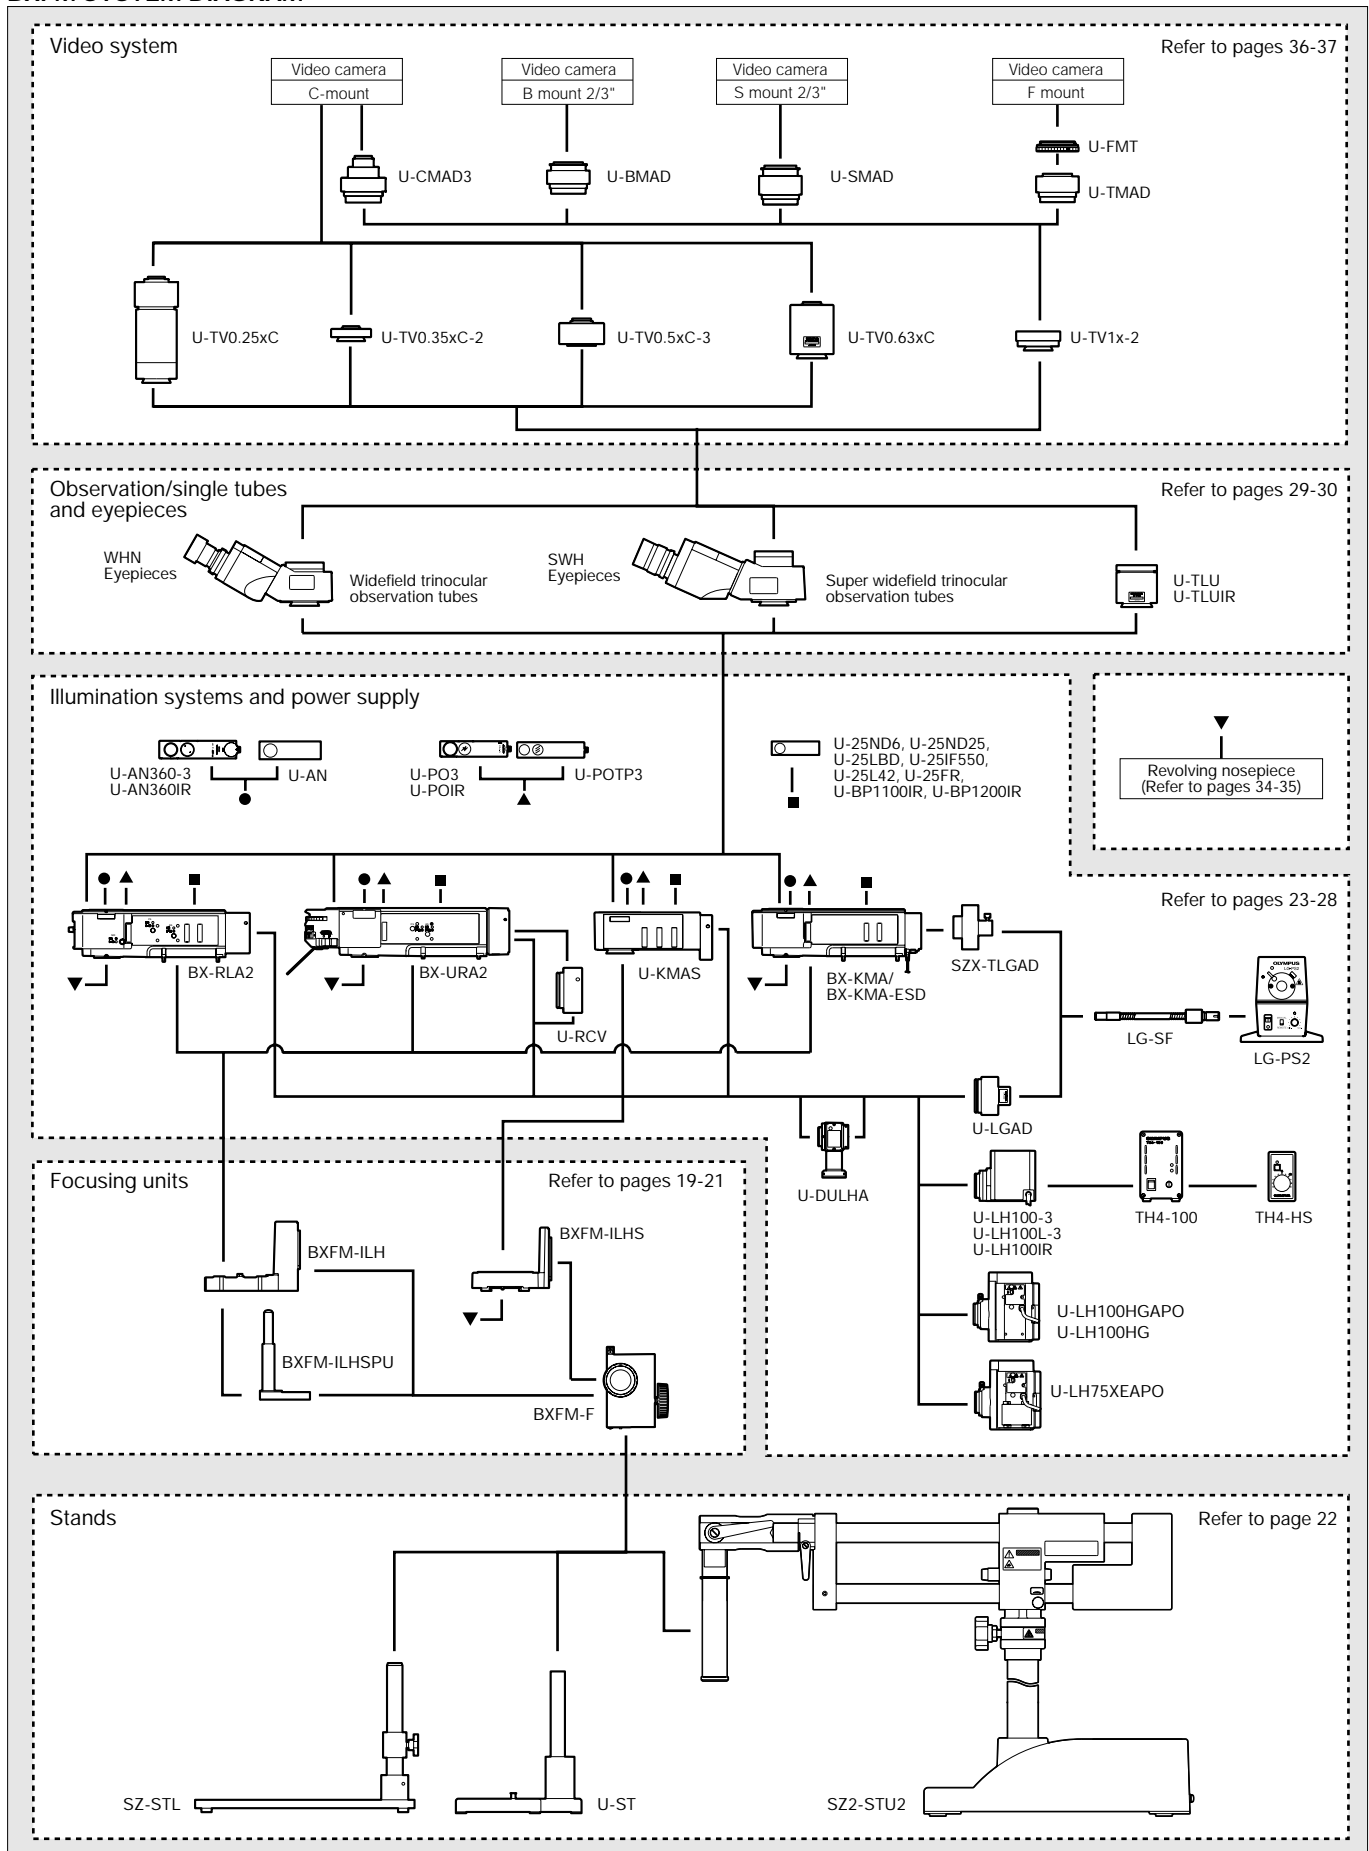 Video system
Refer to pages 36-37
Video camera
C-mount
Video camera
B mount 2/3"
Video camera
S mount 2/3"
Video camera
F mount
U-FMT
U-CMAD3
U-BMAD
U-SMAD
U-TMAD
U-TV0.25xC
U-TV0.35xC-2
U-TV0.5xC-3
U-TV0.63xC
U-TV1x-2
Observation/single tubes
and eyepieces
Refer to pages 29-30
WHN
Eyepieces
Widefield trinocular
observation tubes
SWH
Eyepieces
Super widefield trinocular
observation tubes
U-TLU
U-TLUIR
Illumination systems and power supply
U-AN360-3
U-AN360IR
U-AN
U-PO3
U-POIR
U-POTP3
U-25ND6, U-25ND25,
U-25LBD, U-25IF550,
U-25L42, U-25FR,
U-BP1100IR, U-BP1200IR
Revolving nosepiece
(Refer to pages 34-35)
Refer to pages 23-28
BX-RLA2
BX-URA2
U-RCV
U-KMAS
BX-KMA/
BX-KMA-ESD
SZX-TLGAD
LG-SF
OLYMPUS
LG-PS2
U-LGAD
U-DULHA
U-LH100-3
U-LH100L-3
U-LH100IR
TH4-100
TH4-HS
U-LH100HGAPO
U-LH100HG
U-LH75XEAPO
Focusing units
Refer to pages 19-21
BXFM-ILH
BXFM-ILHS
BXFM-ILHSPU
BXFM-F
Stands
Refer to page 22
SZ-STL
U-ST
SZ2-STU2